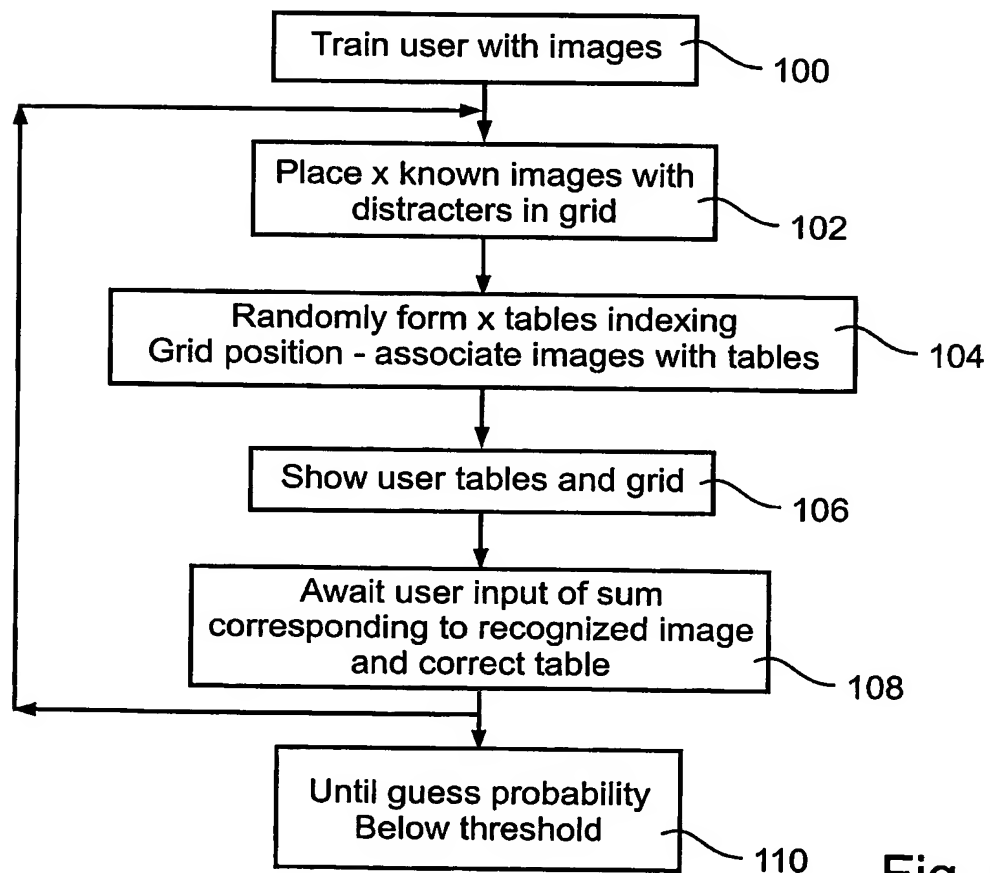 Train user with images
100
Place x known images with
distracters in grid
102
Randomly form x tables indexing
Grid position - associate images with tables
104
Show user tables and grid
106
Await user input of sum
corresponding to recognized image
and correct table
108
Until guess probability
Below threshold
110